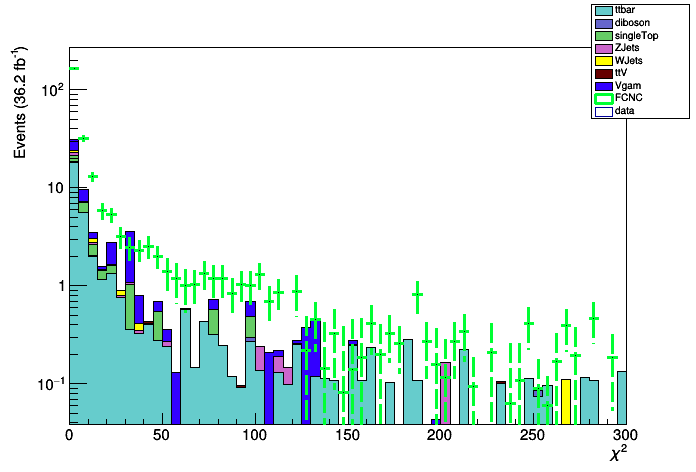 ttbar
diboson
singleTop
ZJets
WJets
ttV
Vgam
FCNC
data
Events (36.2 fb⁻¹)
10²
10
1
10⁻¹
0 50 100 150 200 250 300
χ²